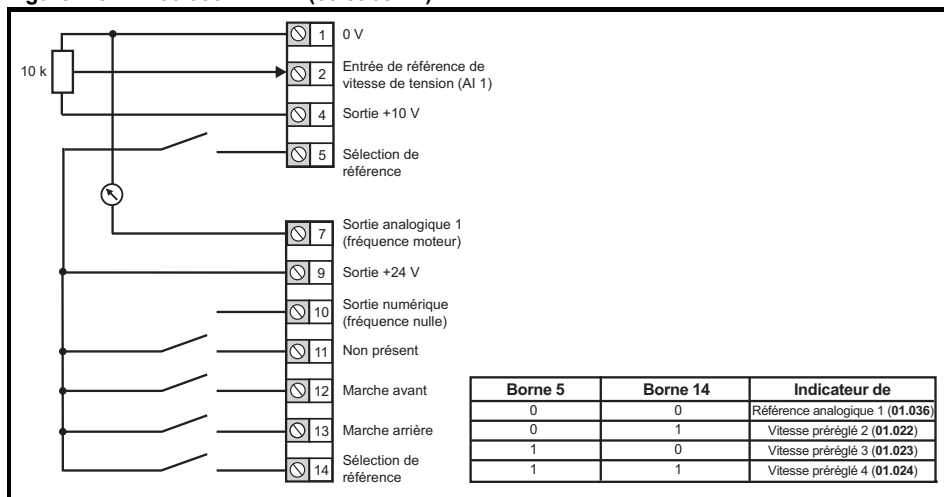 10 k
1 0 V
2 Entrée de référence de
vitesse de tension (AI 1)
4 Sortie +10 V
5 Sélection de
référence
7 Sortie analogique 1
(fréquence moteur)
9 Sortie +24 V
10 Sortie numérique
(fréquence nulle)
11 Non présent
12 Marche avant
13 Marche arrière
14 Sélection de
référence
Borne 5 Borne 14 Indicateur de
0 0 Référence analogique 1 (01.036)
0 1 Vitesse préréglé 2 (01.022)
1 0 Vitesse préréglé 3 (01.023)
1 1 Vitesse préréglé 4 (01.024)